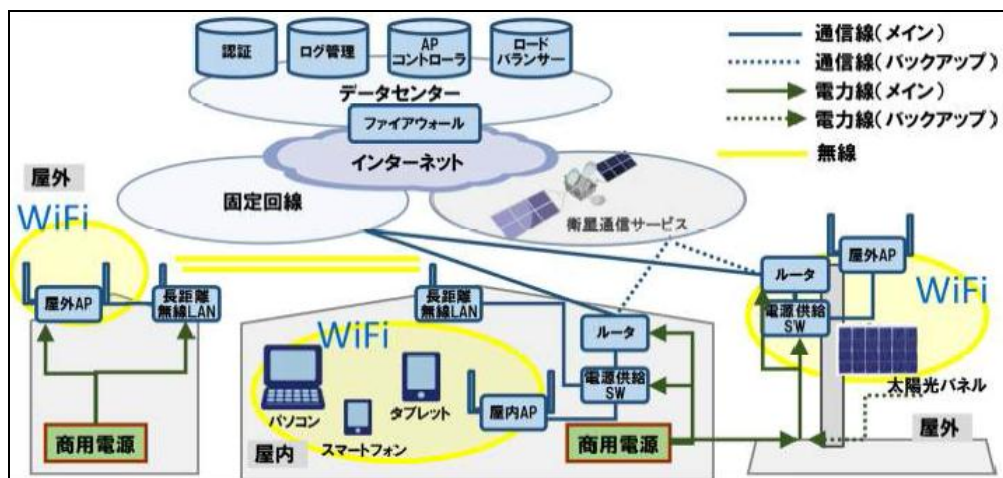 認証
ログ管理
AP
コントローラ
ロード
バランサー
データセンター
ファイアウォール
インターネット
固定回線
衛星通信サービス
通信線(メイン)
通信線(バックアップ)
電力線(メイン)
電力線(バックアップ)
無線
屋外
WiFi
屋外AP
長距離
無線LAN
商用電源
長距離
無線LAN
WiFi
パソコン
タブレット
スマートフォン
屋内AP
屋内
ルータ
電源供給
SW
商用電源
ルータ
屋外AP
電源供給
SW
WiFi
太陽光パネル
屋外